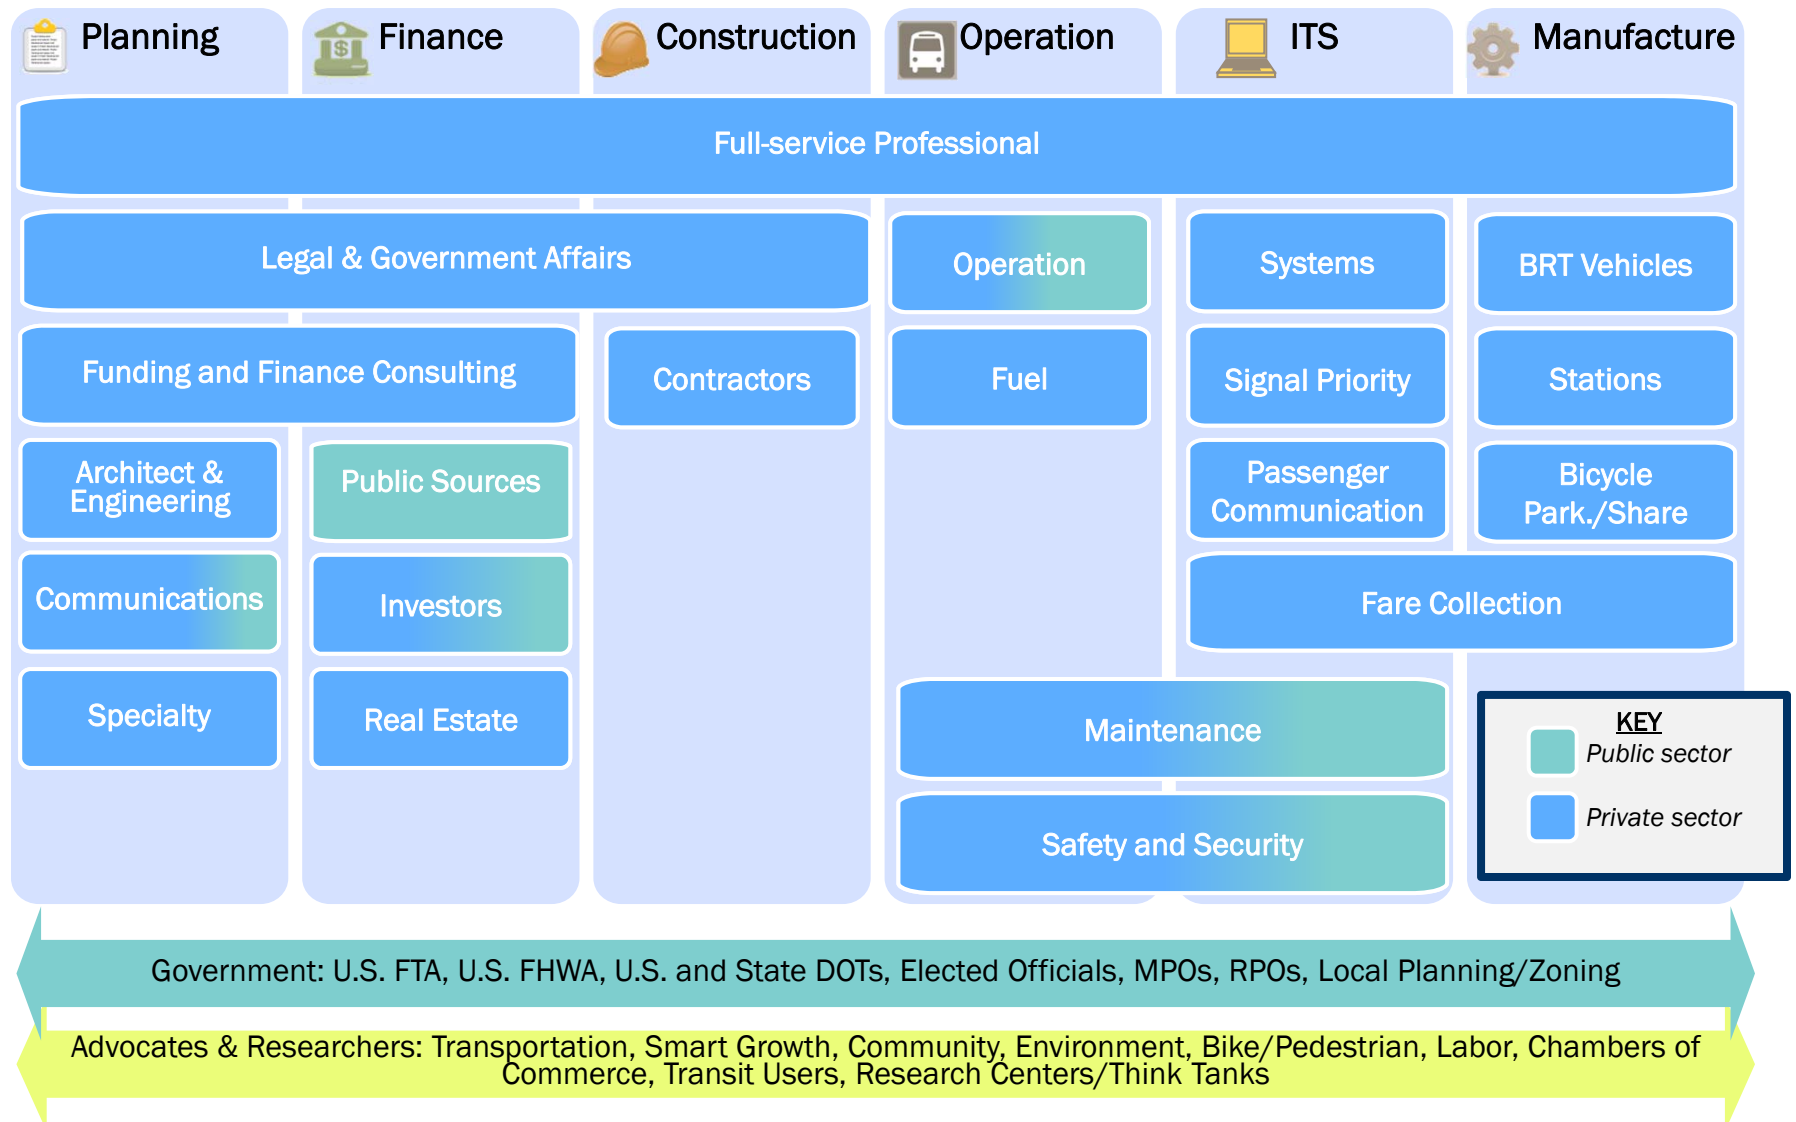 Planning
Finance
Construction
Operation
ITS
Manufacture
Full-service Professional
Legal & Government Affairs
Operation
Systems
BRT Vehicles
Funding and Finance Consulting
Contractors
Fuel
Signal Priority
Stations
Architect &
Engineering
Public Sources
Passenger
Communication
Bicycle
Park./Share
Communications
Investors
Fare Collection
Specialty
Real Estate
Maintenance
Safety and Security
KEY
Public sector
Private sector
Government: U.S. FTA, U.S. FHWA, U.S. and State DOTs, Elected Officials, MPOs, RPOs, Local Planning/Zoning
Advocates & Researchers: Transportation, Smart Growth, Community, Environment, Bike/Pedestrian, Labor, Chambers of
Commerce, Transit Users, Research Centers/Think Tanks